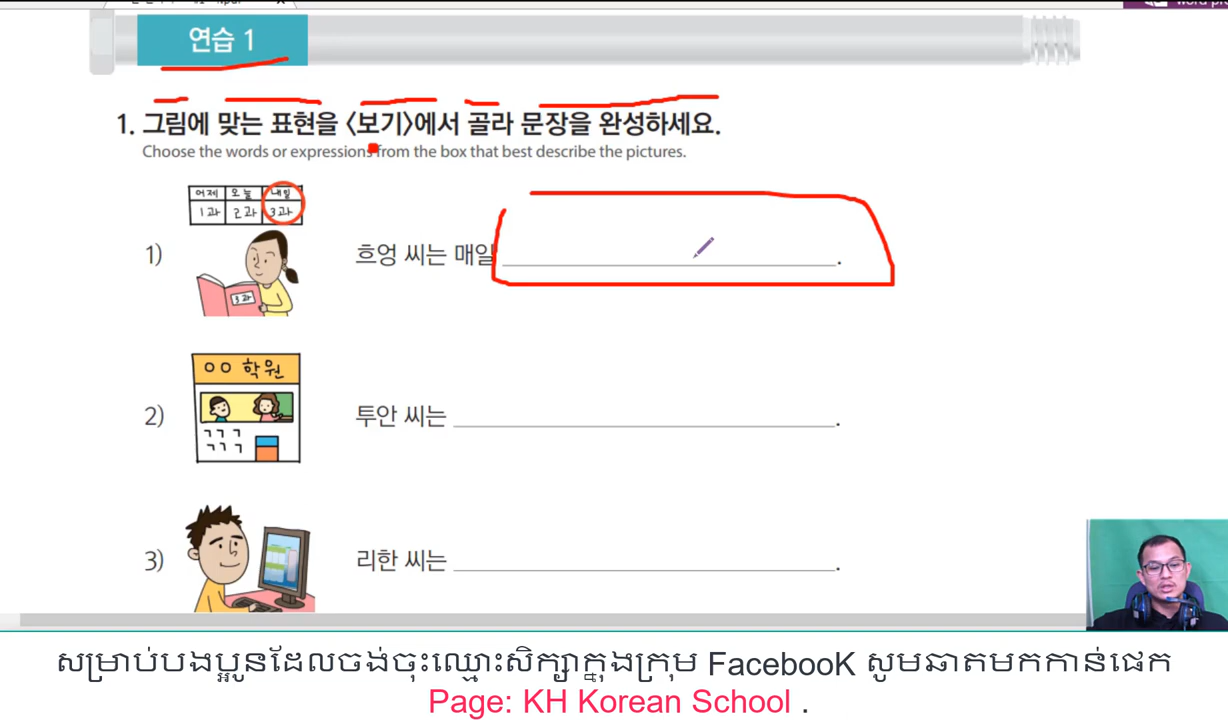 연습 1
1. 그림에 맞는 표현을 <보기>에서 골라 문장을 완성하세요.
Choose the words or expressions from the box that best describe the pictures.
어제 오늘 내일
1과 2과 3과
1) 흐엉 씨는 매일 .
3과
○○ 학원
2) 투안 씨는 .
ㄱㄱㄱ
ㄱㄱㄱ
3) 리한 씨는 .
សម្រាប់បងប្អូនដែលចង់ចុះឈ្មោះសិក្សាក្នុងក្រុម FacebooK សូមឆាតមកកាន់ផេក
Page: KH Korean School .